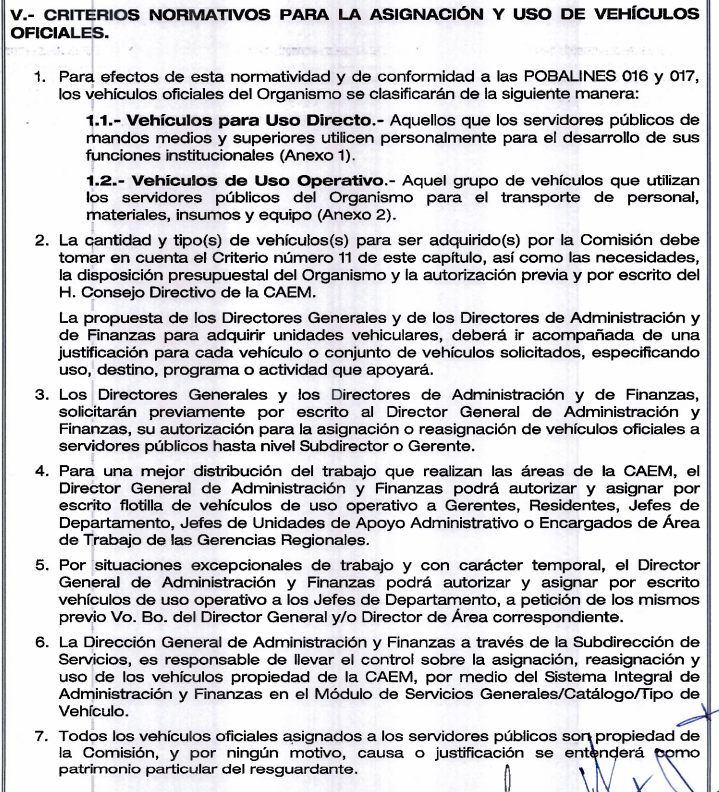 V.- CRITERIOS NORMATIVOS PARA LA ASIGNACIÓN Y USO DE VEHÍCULOS
OFICIALES.
1. Para efectos de esta normatividad y de conformidad a las POBALINES 016 y 017,
los vehículos oficiales del Organismo se clasificarán de la siguiente manera:
1.1.- Vehículos para Uso Directo.- Aquellos que los servidores públicos de
mandos medios y superiores utilicen personalmente para el desarrollo de sus
funciones institucionales (Anexo 1).
1.2.- Vehículos de Uso Operativo.- Aquel grupo de vehículos que utilizan
los servidores públicos del Organismo para el transporte de personal,
materiales, insumos y equipo (Anexo 2).
2. La cantidad y tipo(s) de vehículos(s) para ser adquirido(s) por la Comisión debe
tomar en cuenta el Criterio número 11 de este capítulo, así como las necesidades,
la disposición presupuestal del Organismo y la autorización previa y por escrito del
H. Consejo Directivo de la CAEM.
La propuesta de los Directores Generales y de los Directores de Administración y
de Finanzas para adquirir unidades vehiculares, deberá ir acompañada de una
justificación para cada vehículo o conjunto de vehículos solicitados, especificando
uso, destino, programa o actividad que apoyará.
3. Los Directores Generales y los Directores de Administración y de Finanzas,
solicitarán previamente por escrito al Director General de Administración y
Finanzas, su autorización para la asignación o reasignación de vehículos oficiales a
servidores públicos hasta nivel Subdirector o Gerente.
4. Para una mejor distribución del trabajo que realizan las áreas de la CAEM, el
Director General de Administración y Finanzas podrá autorizar y asignar por
escrito flotilla de vehículos de uso operativo a Gerentes, Residentes, Jefes de
Departamento, Jefes de Unidades de Apoyo Administrativo o Encargados de Área
de Trabajo de las Gerencias Regionales.
5. Por situaciones excepcionales de trabajo y con carácter temporal, el Director
General de Administración y Finanzas podrá autorizar y asignar por escrito
vehículos de uso operativo a los Jefes de Departamento, a petición de los mismos
previo Vo. Bo. del Director General y/o Director de Área correspondiente.
6. La Dirección General de Administración y Finanzas a través de la Subdirección de
Servicios, es responsable de llevar el control sobre la asignación, reasignación y
uso de los vehículos propiedad de la CAEM, por medio del Sistema Integral de
Administración y Finanzas en el Módulo de Servicios Generales/Catálogo/Tipo de
Vehículo.
7. Todos los vehículos oficiales asignados a los servidores públicos son propiedad de
la Comisión, y por ningún motivo, causa o justificación se entenderá como
patrimonio particular del resguardante.